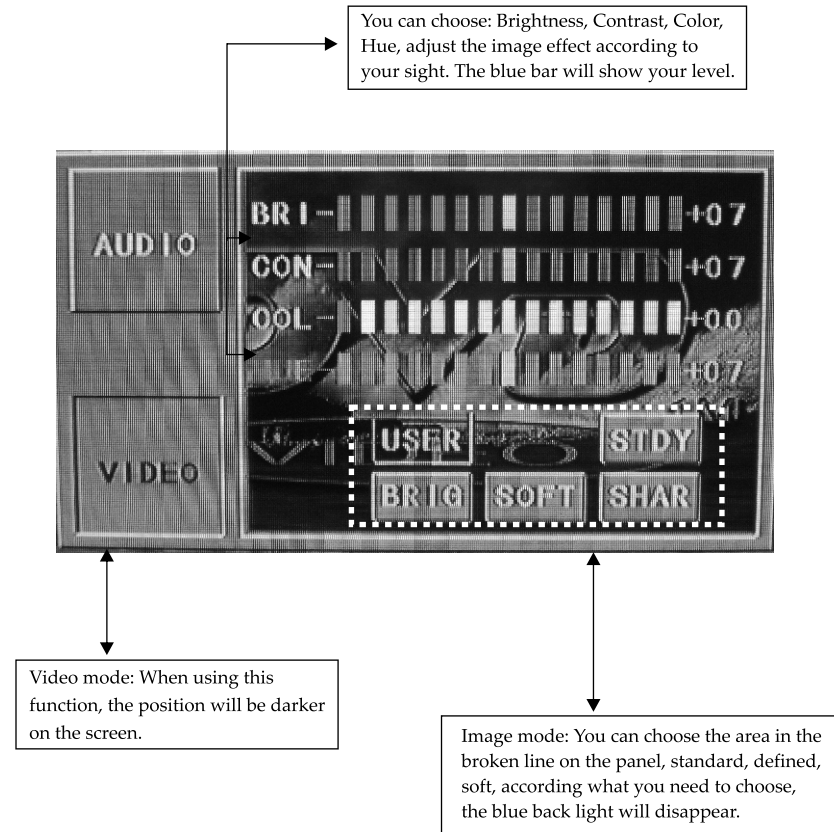 You can choose: Brightness, Contrast, Color,
Hue, adjust the image effect according to
your sight. The blue bar will show your level.
AUDIO
BRI +07
CON +07
COL +00
HUE +07
USER STDY
VIDEO
BRIG SOFT SHAR
Video mode: When using this
function, the position will be darker
on the screen.
Image mode: You can choose the area in the
broken line on the panel, standard, defined,
soft, according what you need to choose,
the blue back light will disappear.